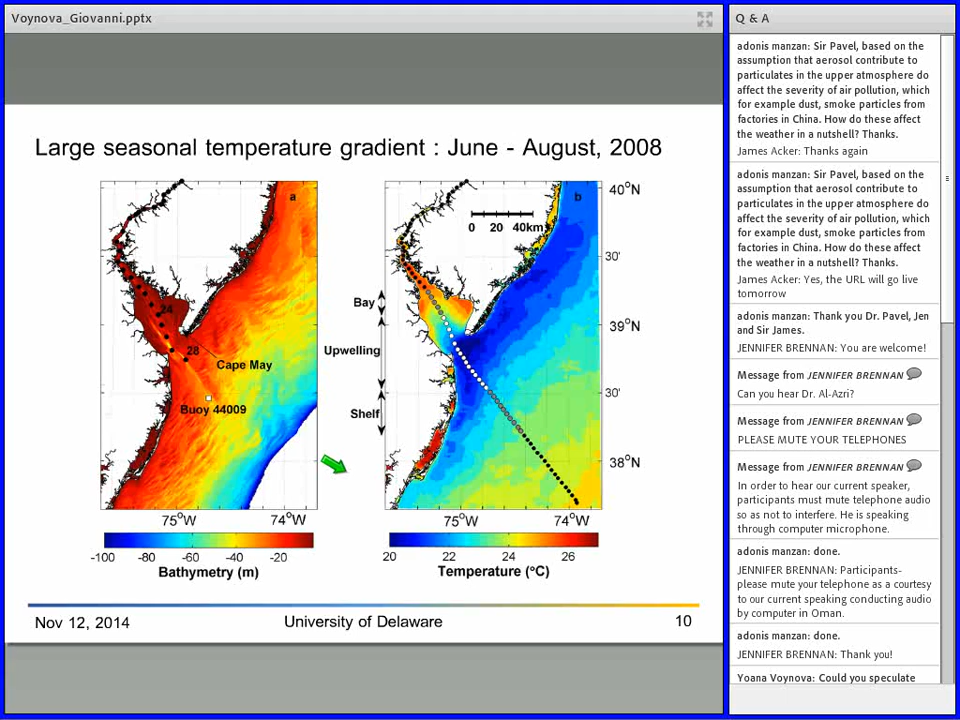 Voynova_Giovanni.pptx
Large seasonal temperature gradient : June - August, 2008
a
24
28
Cape May
Buoy 44009
75°W
74°W
-100
-80
-60
-40
-20
Bathymetry (m)
b
0 20 40km
40°N
30'
39°N
30'
38°N
Bay
Upwelling
Shelf
75°W
74°W
20
22
24
26
Temperature (°C)
Nov 12, 2014
University of Delaware
10
Q & A
adonis manzan: Sir Pavel, based on the
assumption that aerosol contribute to
particulates in the upper atmosphere do
affect the severity of air pollution, which
for example dust, smoke particles from
factories in China. How do these affect
the weather in a nutshell? Thanks.
James Acker: Thanks again
adonis manzan: Sir Pavel, based on the
assumption that aerosol contribute to
particulates in the upper atmosphere do
affect the severity of air pollution, which
for example dust, smoke particles from
factories in China. How do these affect
the weather in a nutshell? Thanks.
James Acker: Yes, the URL will go live
tomorrow
adonis manzan: Thank you Dr. Pavel, Jen
and Sir James.
JENNIFER BRENNAN: You are welcome!
Message from JENNIFER BRENNAN
Can you hear Dr. Al-Azri?
Message from JENNIFER BRENNAN
PLEASE MUTE YOUR TELEPHONES
Message from JENNIFER BRENNAN
In order to hear our current speaker,
participants must mute telephone audio
so as not to interfere. He is speaking
through computer microphone.
adonis manzan: done.
JENNIFER BRENNAN: Participants-
please mute your telephone as a courtesy
to our current speaking conducting audio
by computer in Oman.
adonis manzan: done.
JENNIFER BRENNAN: Thank you!
Yoana Voynova: Could you speculate